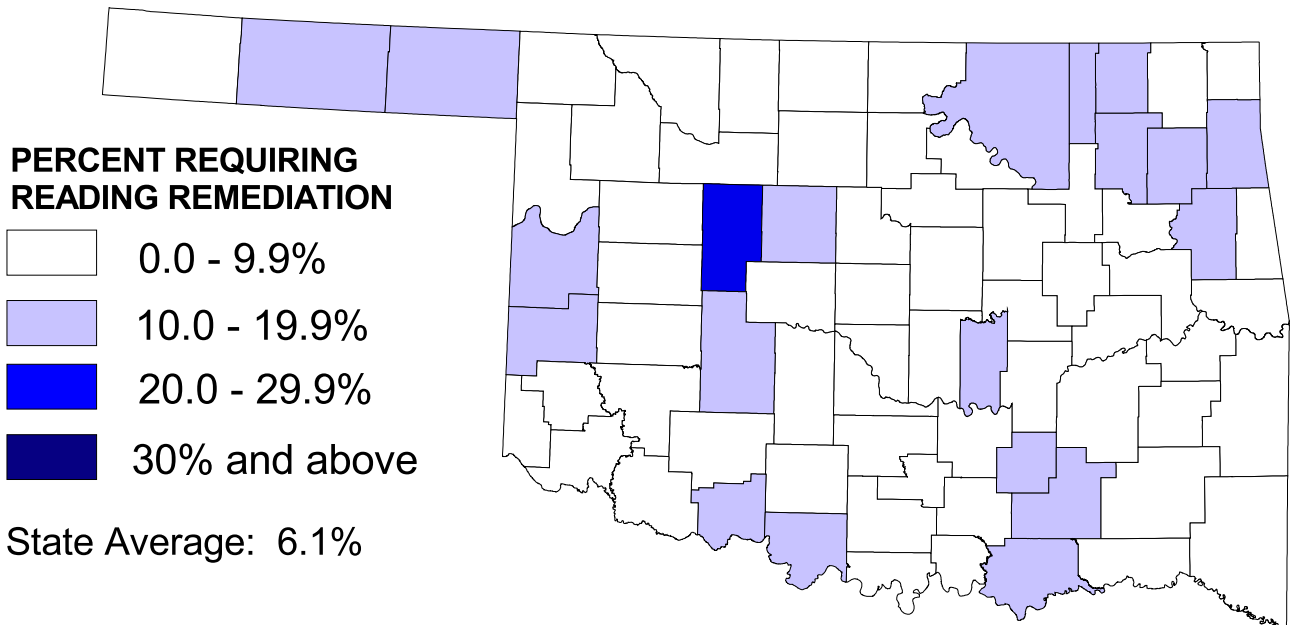 PERCENT REQUIRING
READING REMEDIATION
0.0 - 9.9%
10.0 - 19.9%
20.0 - 29.9%
30% and above
State Average: 6.1%